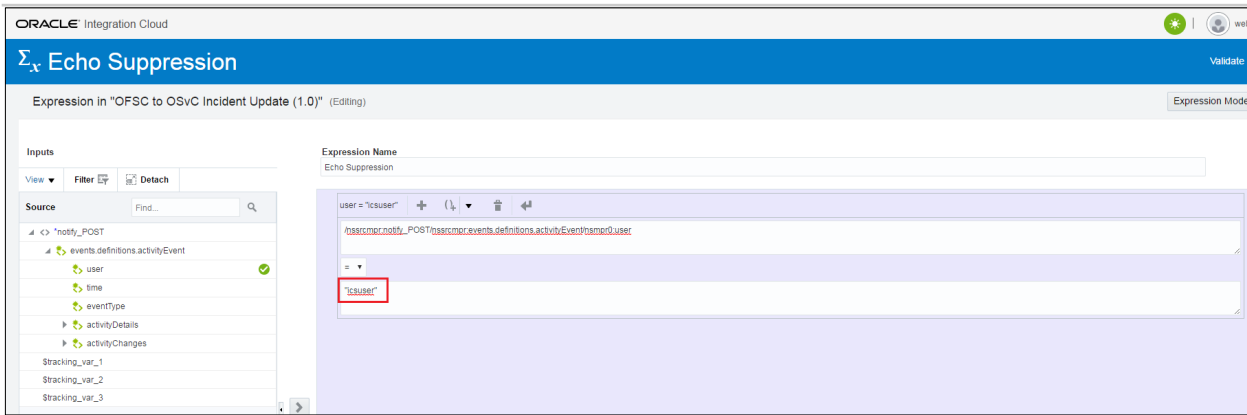 ORACLE Integration Cloud
Σx Echo Suppression
Validate
Expression in "OFSC to OSvC Incident Update (1.0)" (Editing)
Expression Mode
Inputs
Expression Name
Echo Suppression
View Filter Detach
Source Find...
user = "icsuser"
<> *notify_POST
/nssrcmpr:notify_POST/nssrcmpr:events.definitions.activityEvent/nsmpr0:user
events.definitions.activityEvent
user
=
time
"icsuser"
eventType
activityDetails
activityChanges
$tracking_var_1
$tracking_var_2
$tracking_var_3